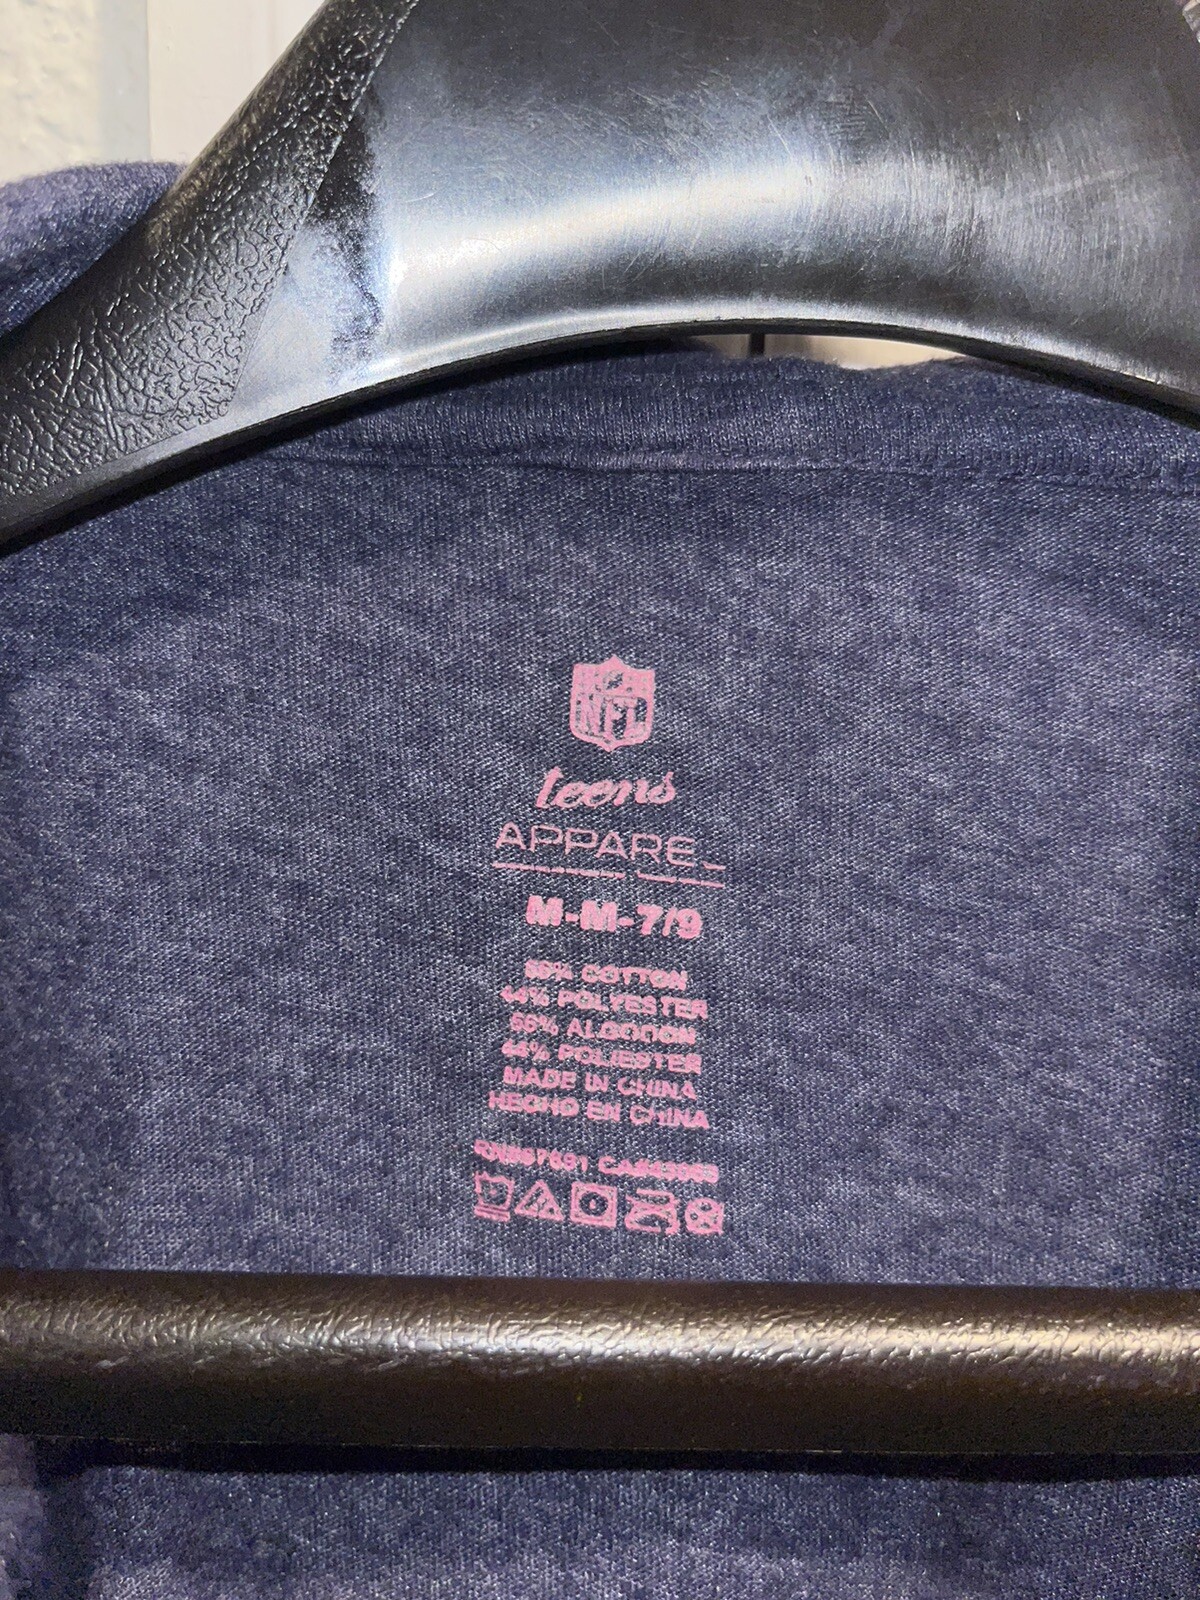 NFL
teens
APPARE
M-M-7/9
56% COTTON
44% POLYESTER
56% ALGODON
44% POLIESTER
MADE IN CHINA
HECHO EN CHINA